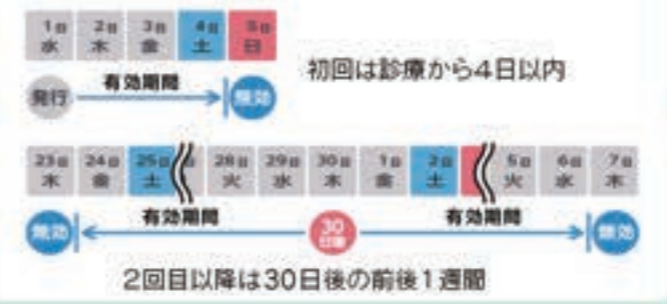 1日 2日 3日 4日 5日
水 木 金 土 日
発行 有効期間 無効
初回は診療から4日以内
23日 24日 25日 28日 29日 30日 1日 2日 5日 6日 7日
木 金 土 火 水 木 金 土 火 水 木
有効期間 有効期間
無効 30日後 無効
2回目以降は30日後の前後1週間